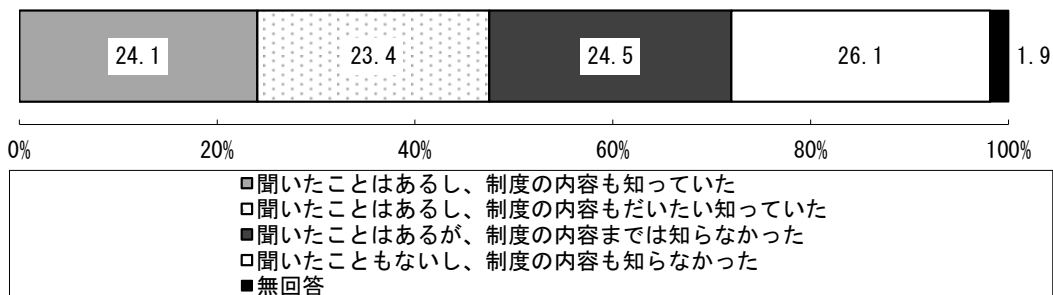 24.1 23.4 24.5 26.1 1.9
0% 20% 40% 60% 80% 100%
聞いたことはあるし、制度の内容も知っていた
聞いたことはあるし、制度の内容もだいたい知っていた
聞いたことはあるが、制度の内容までは知らなかった
聞いたこともないし、制度の内容も知らなかった
無回答